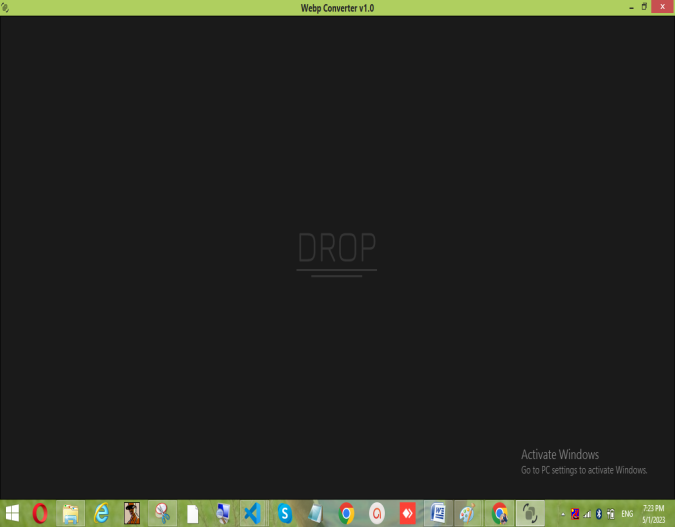 Webp Converter v1.0
DROP
Activate Windows
Go to PC settings to activate Windows.
ENG
7:23 PM
5/1/2023